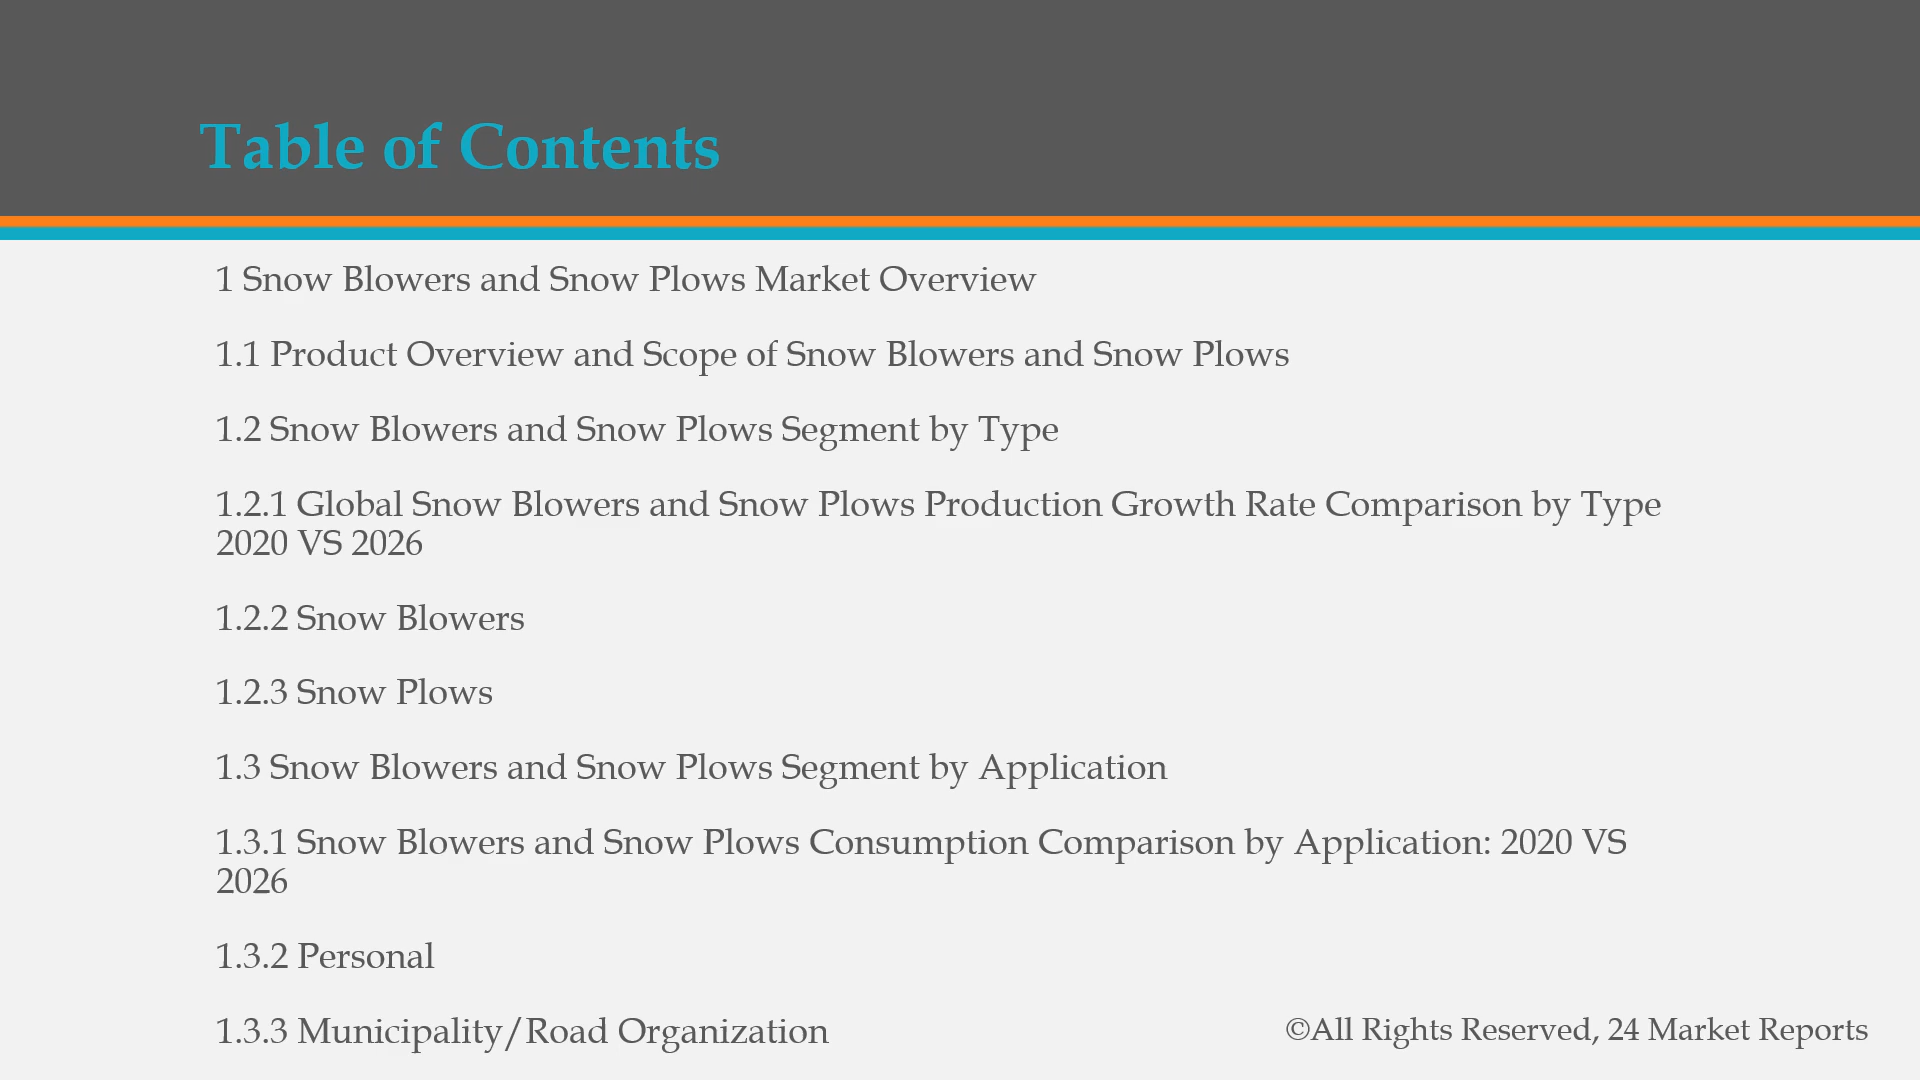 Table of Contents
1 Snow Blowers and Snow Plows Market Overview
1.1 Product Overview and Scope of Snow Blowers and Snow Plows
1.2 Snow Blowers and Snow Plows Segment by Type
1.2.1 Global Snow Blowers and Snow Plows Production Growth Rate Comparison by Type
2020 VS 2026
1.2.2 Snow Blowers
1.2.3 Snow Plows
1.3 Snow Blowers and Snow Plows Segment by Application
1.3.1 Snow Blowers and Snow Plows Consumption Comparison by Application: 2020 VS
2026
1.3.2 Personal
1.3.3 Municipality/Road Organization
©All Rights Reserved, 24 Market Reports